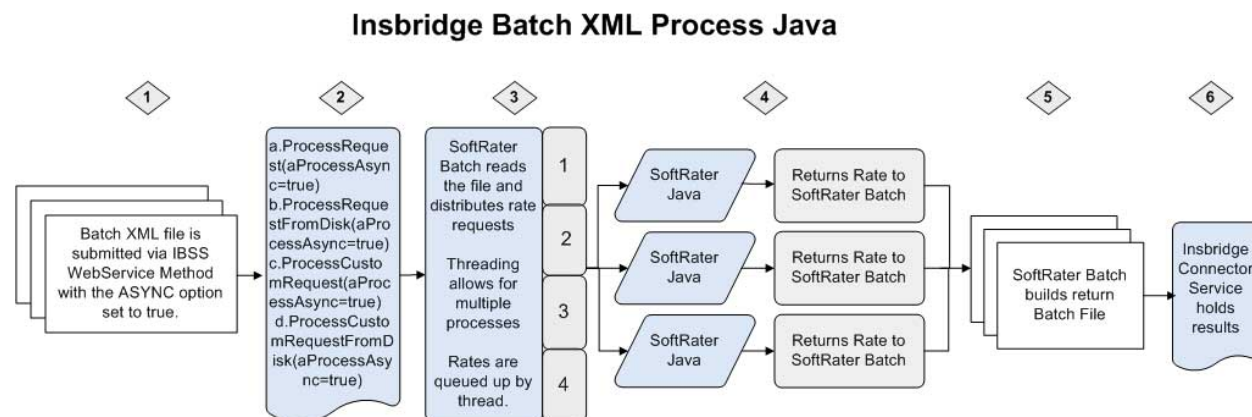 Insbridge Batch XML Process Java
1
2
3
4
5
6
Batch XML file is
submitted via IBSS
WebService Method
with the ASYNC option
set to true.
a.ProcessReque
st(aProcessAsyn
c=true)
b.ProcessReque
stFromDisk(aPro
cessAsync=true)
c.ProcessCusto
mRequest(aProc
essAsync=true)
d.ProcessCusto
mRequestFromD
isk(aProcessAsy
nc=true)
SoftRater
Batch reads
the file and
distributes rate
requests
Threading
allows for
multiple
processes
Rates are
queued up by
thread.
1
2
3
4
SoftRater
Java
Returns Rate to
SoftRater Batch
SoftRater
Java
Returns Rate to
SoftRater Batch
SoftRater
Java
Returns Rate to
SoftRater Batch
SoftRater Batch
builds return
Batch File
Insbridge
Connector
Service
holds
results